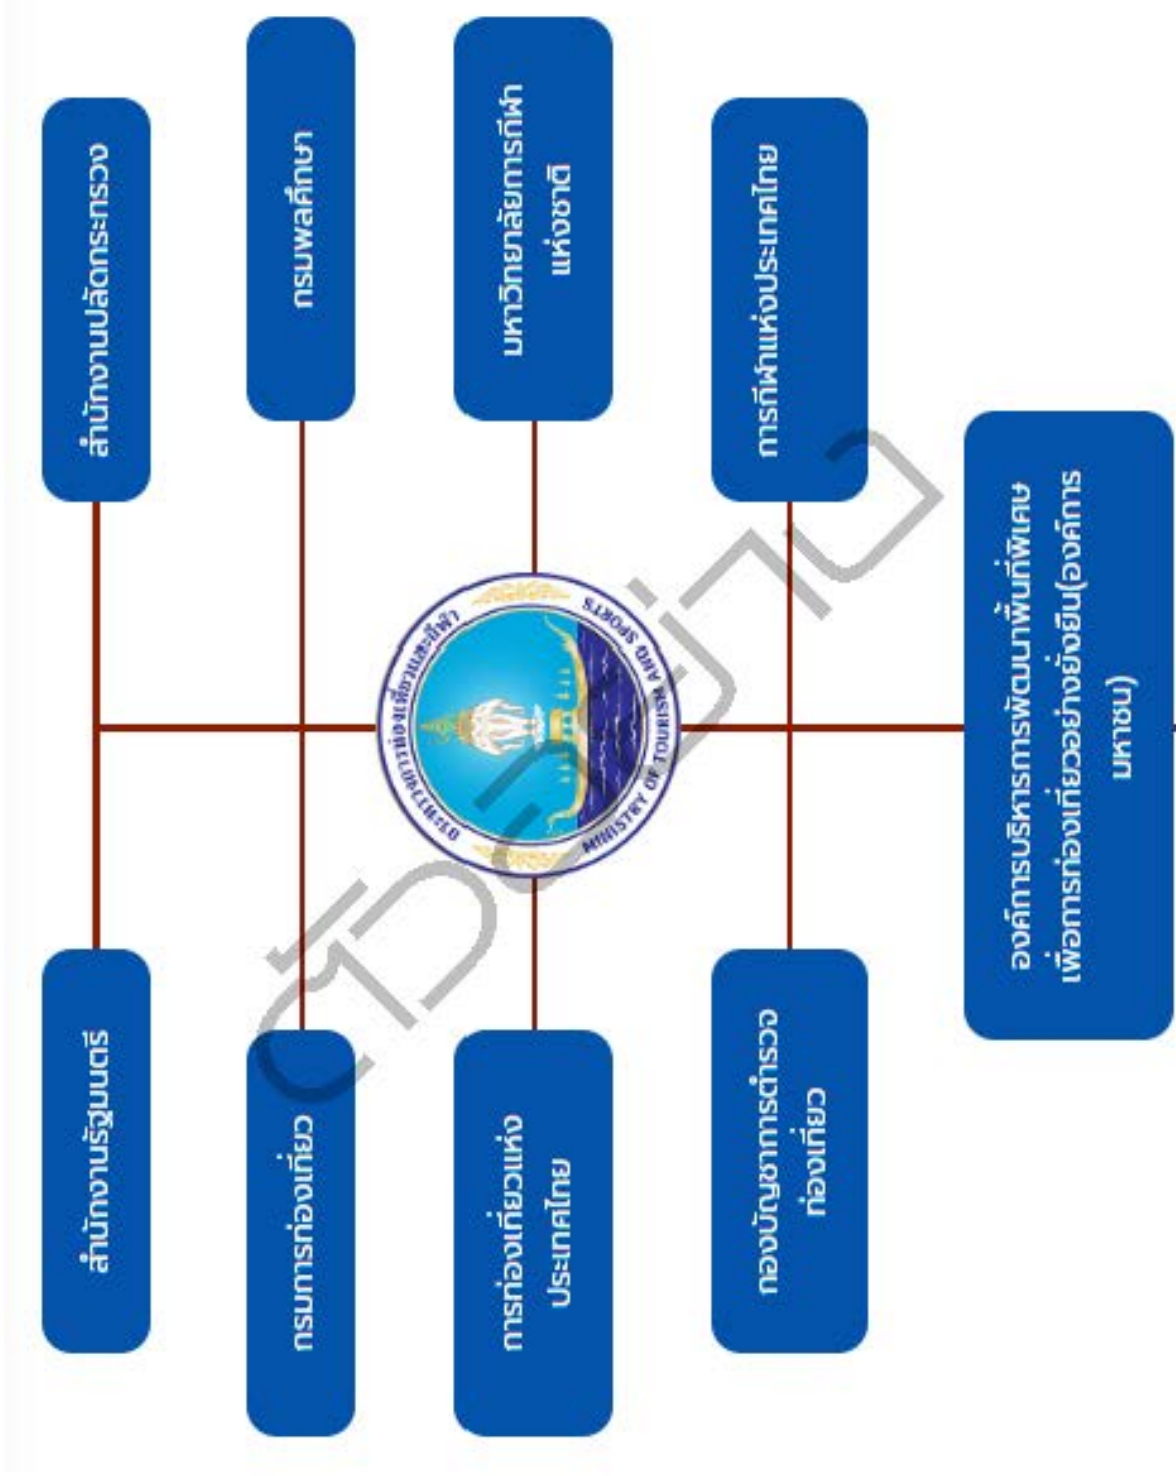 สำนักงานรัฐมนตรี
สำนักงานปลัดกระทรวง
กรมการท่องเที่ยว
กรมพลศึกษา
การท่องเที่ยวแห่ง
ประเทศไทย
มหาวิทยาลัยการกีฬา
แห่งชาติ
กระทรวงการท่องเที่ยวและกีฬา
MINISTRY OF TOURISM AND SPORTS
กองบัญชาการตำรวจ
ท่องเที่ยว
การกีฬาแห่งประเทศไทย
องค์การบริหารการพัฒนาพื้นที่พิเศษ
เพื่อการท่องเที่ยวอย่างยั่งยืน(องค์การ
มหาชน)
ตัวอย่าง